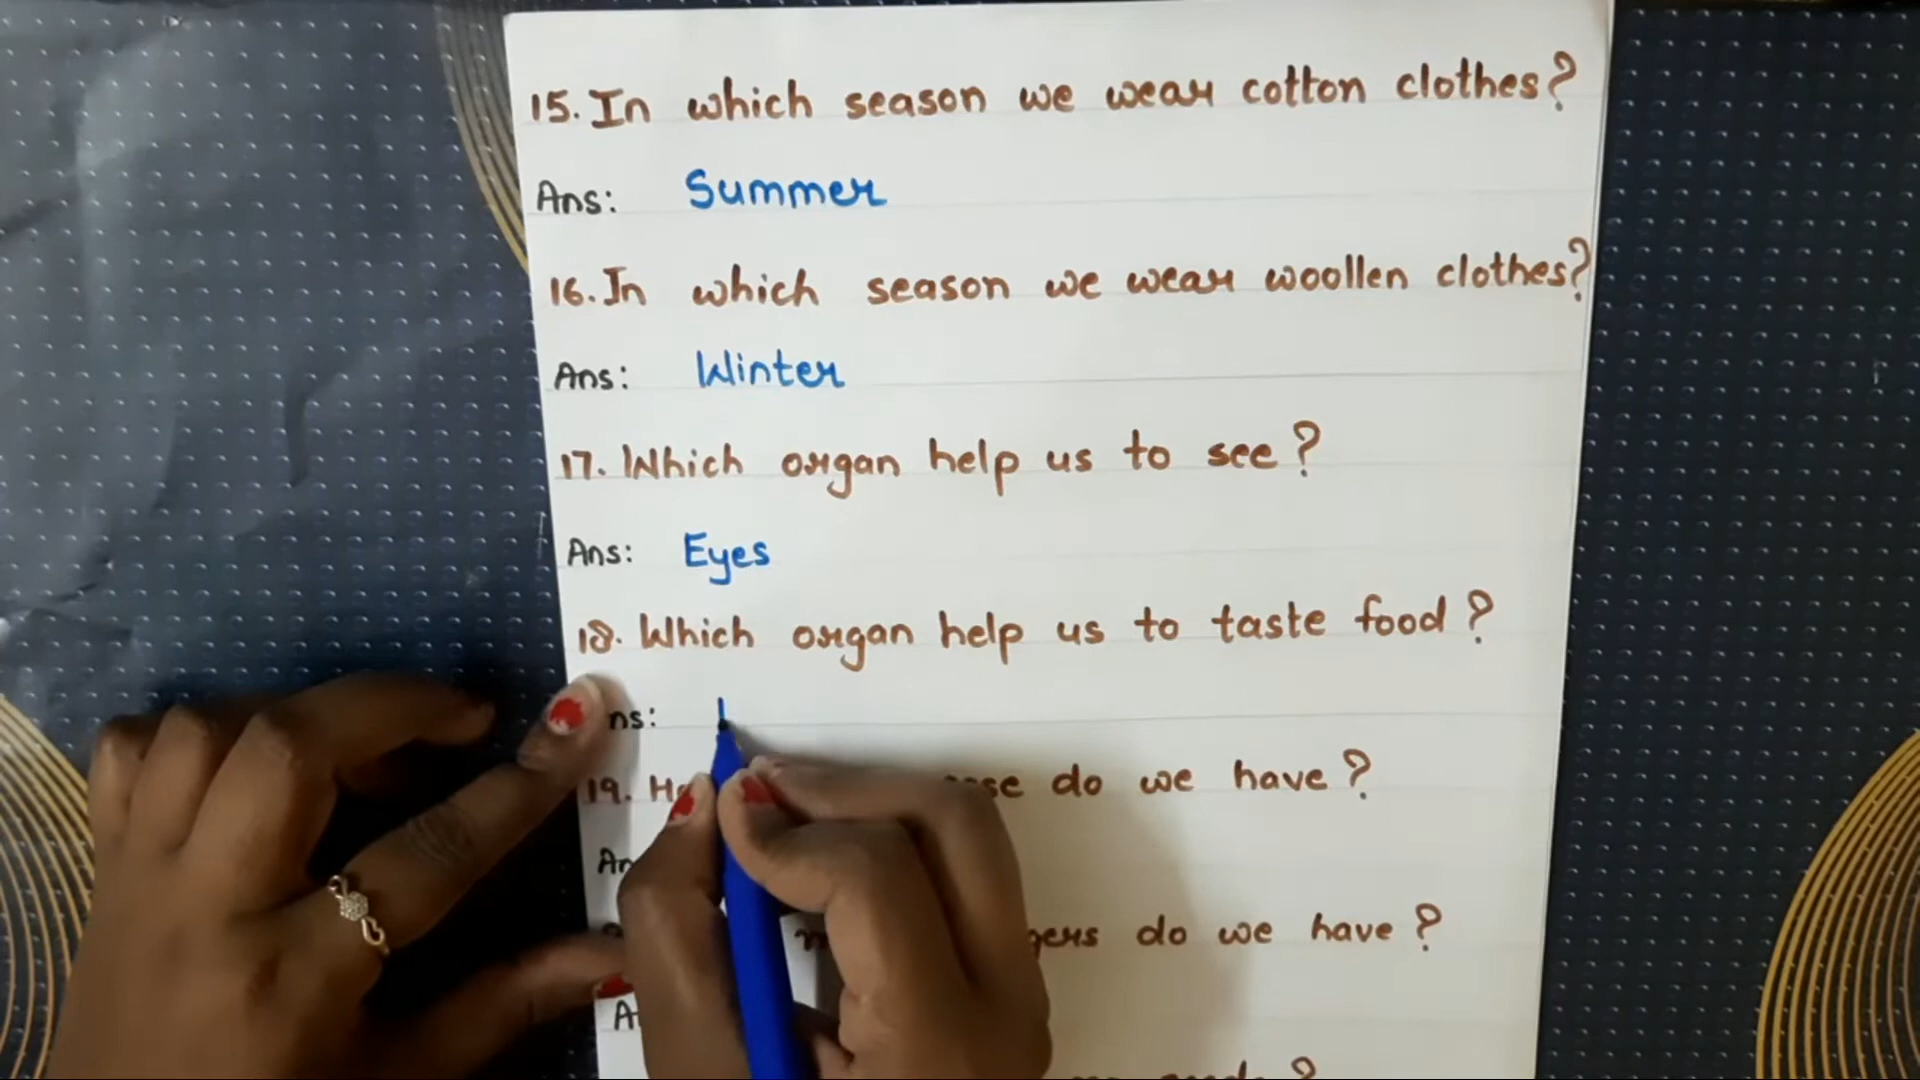 15. In which season we wear cotton clothes?
Ans: Summer
16. In which season we wear woollen clothes?
Ans: Winter
17. Which organ help us to see?
Ans: Eyes
18. Which organ help us to taste food?
ns:
19. do we have?
do we have?